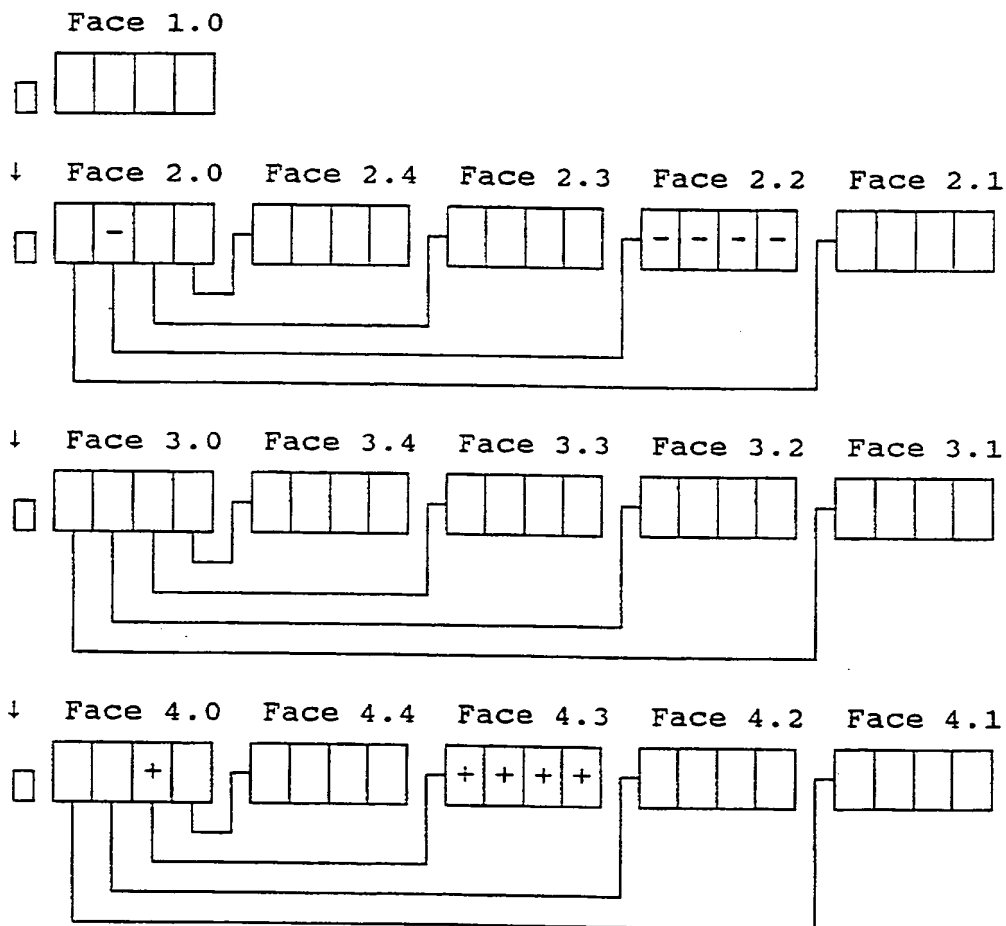 Face 1.0
↓ Face 2.0 Face 2.4 Face 2.3 Face 2.2 Face 2.1
- - - - -
↓ Face 3.0 Face 3.4 Face 3.3 Face 3.2 Face 3.1
↓ Face 4.0 Face 4.4 Face 4.3 Face 4.2 Face 4.1
+ + + + +